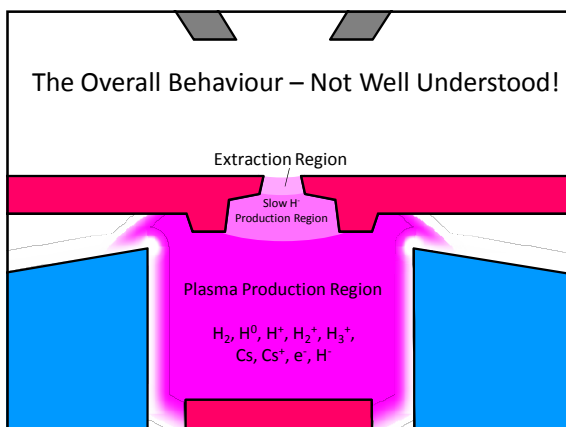 The Overall Behaviour – Not Well Understood!
Extraction Region
Slow H⁻
Production Region
Plasma Production Region
H₂, H⁰, H⁺, H₂⁺, H₃⁺,
Cs, Cs⁺, e⁻, H⁻